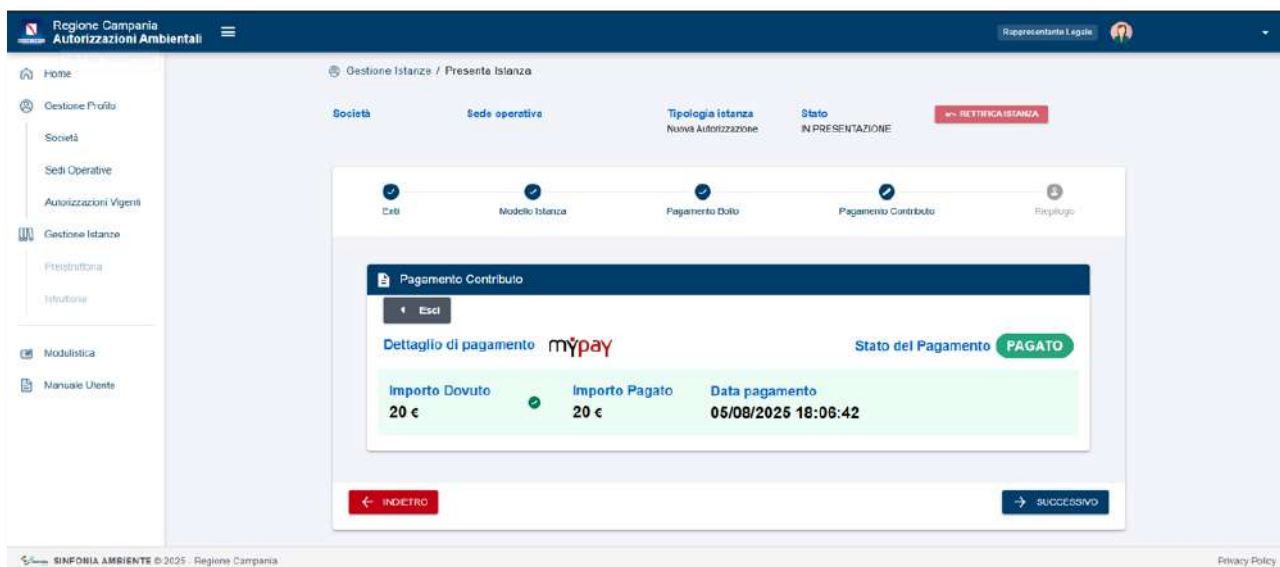 Regione Campania
Autorizzazioni Ambientali
Rappresentante Legale
Home
Gestione Profilo
Società
Sedi Operative
Autorizzazioni Vigenti
Gestione Istanze
Preistruttoria
Istruttoria
Modulistica
Manuale Utente
Gestione Istanze / Presenta Istanza
Società Sede operativa Tipologia istanza Stato
Nuova Autorizzazione IN PRESENTAZIONE
RETTIFICA ISTANZA
Esiti Modello Istanza Pagamento Bollo Pagamento Contributo Riepilogo
Pagamento Contributo
Esci
Dettaglio di pagamento mypay Stato del Pagamento PAGATO
Importo Dovuto Importo Pagato Data pagamento
20 € 20 € 05/08/2025 18:06:42
INDIETRO SUCCESSIVO
SINFONIA AMBIENTE © 2025 - Regione Campania Privacy Policy